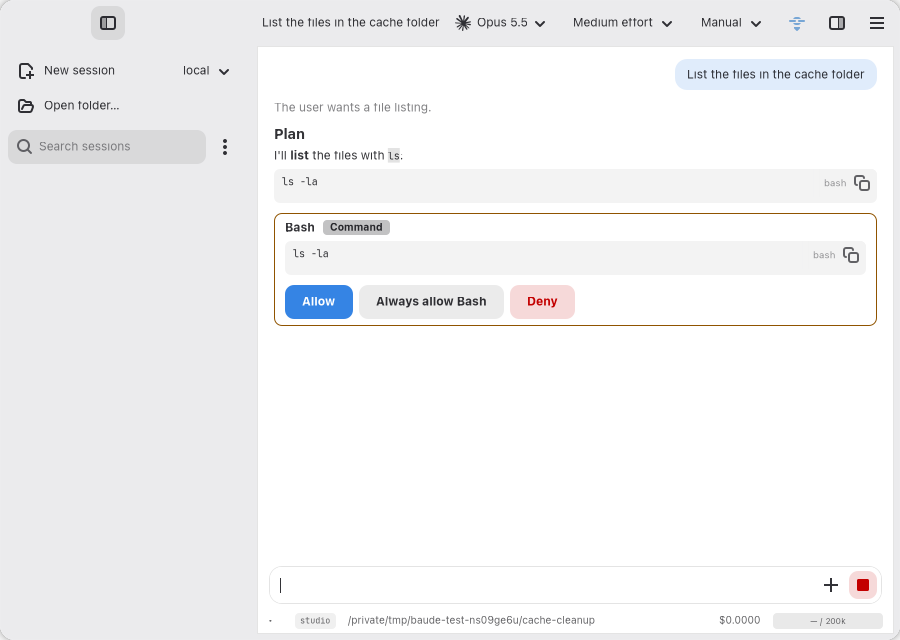 List the files in the cache folder
Opus 5.5
Medium effort
Manual
New session
local
Open folder...
Search sessions
List the files in the cache folder
The user wants a file listing.
Plan
I'll list the files with ls:
ls -la
bash
Bash
Command
ls -la
bash
Allow
Always allow Bash
Deny
studio
/private/tmp/baude-test-ns09ge6u/cache-cleanup
$0.0000
— / 200k